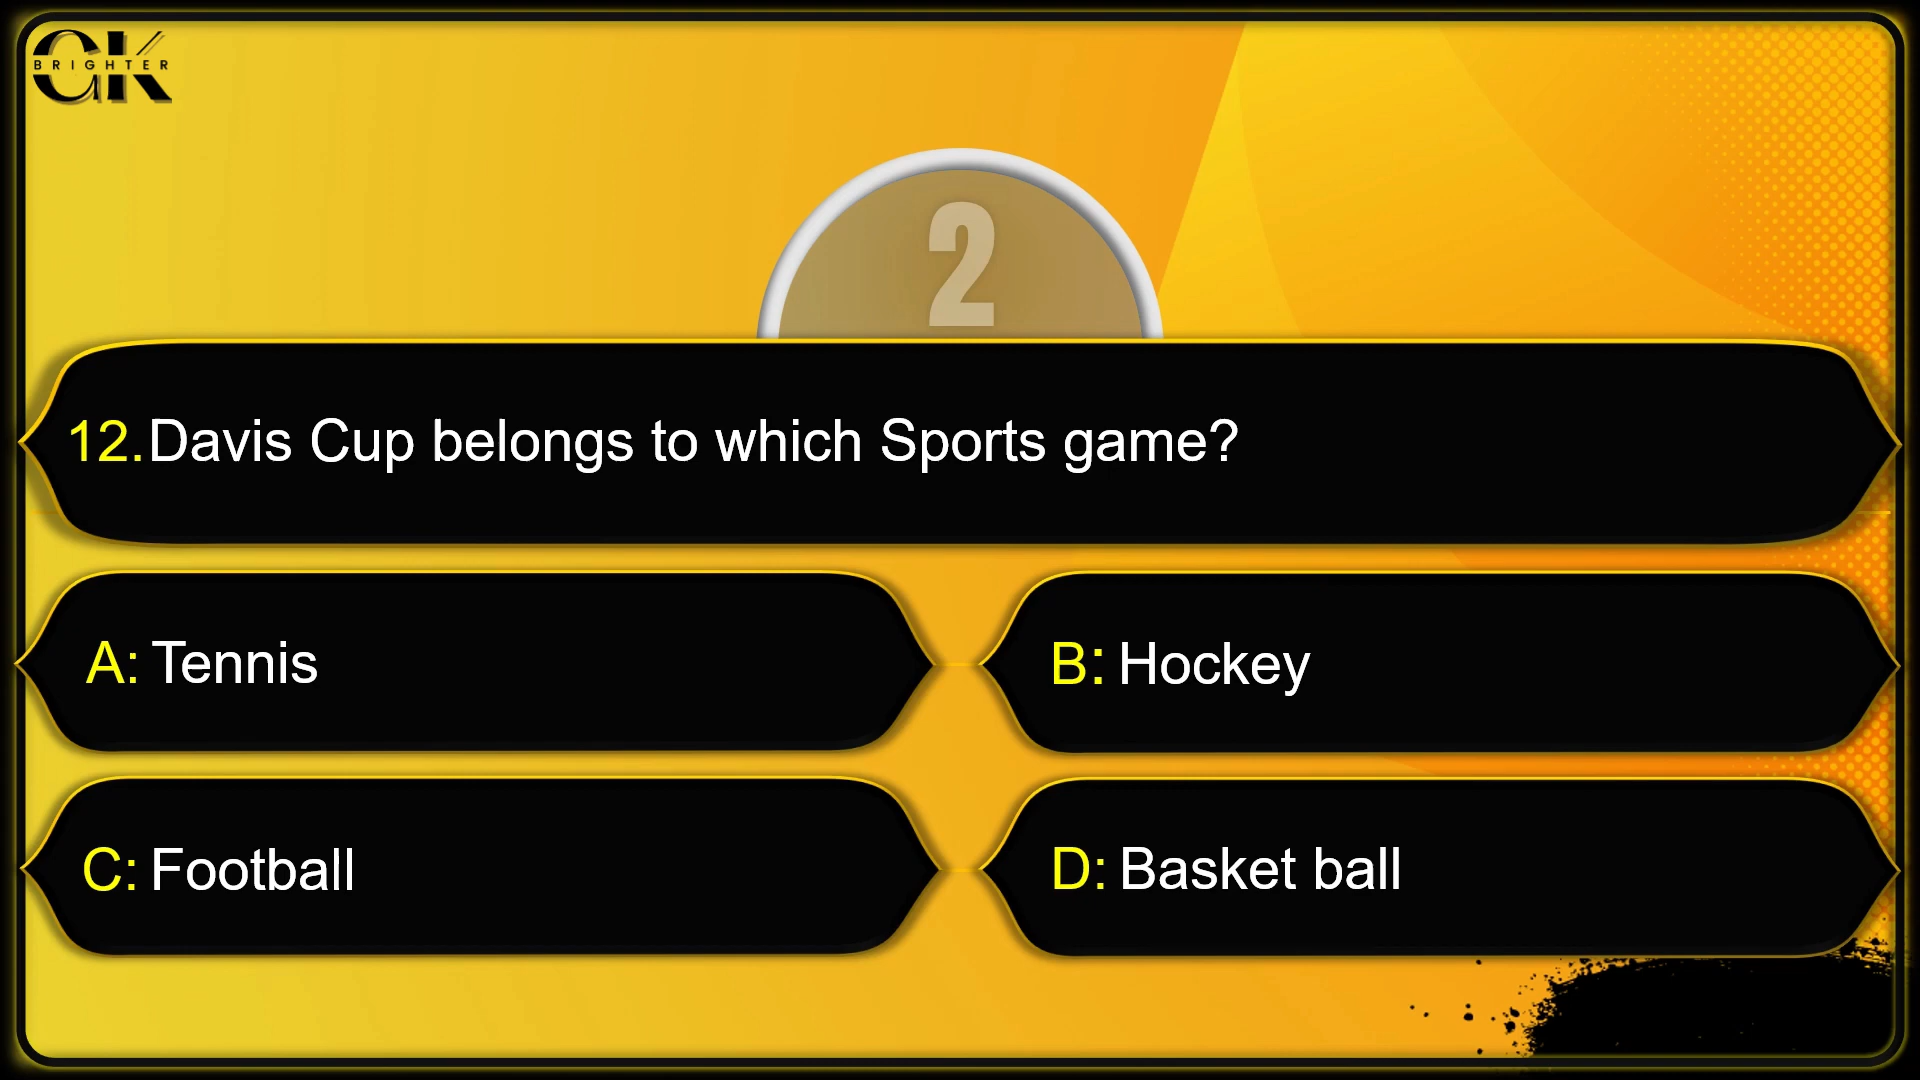 GK
BRIGHTER
2
12.Davis Cup belongs to which Sports game?
A: Tennis
B: Hockey
C: Football
D: Basket ball